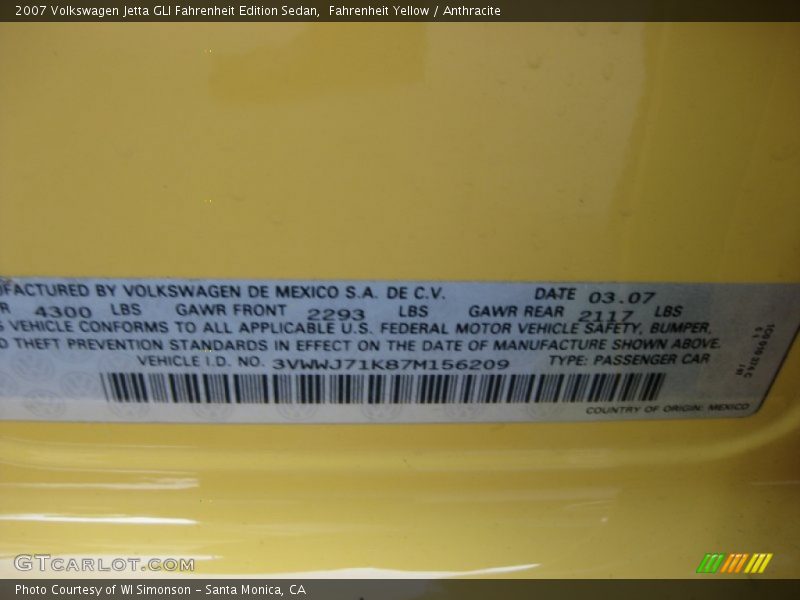 2007 Volkswagen Jetta GLI Fahrenheit Edition Sedan, Fahrenheit Yellow / Anthracite
UFACTURED BY VOLKSWAGEN DE MEXICO S.A. DE C.V. DATE 03.07
R 4300 LBS GAWR FRONT 2293 LBS GAWR REAR 2117 LBS
S VEHICLE CONFORMS TO ALL APPLICABLE U.S. FEDERAL MOTOR VEHICLE SAFETY, BUMPER,
D THEFT PREVENTION STANDARDS IN EFFECT ON THE DATE OF MANUFACTURE SHOWN ABOVE.
VEHICLE I.D. NO. 3VWWJ71K87M156209 TYPE: PASSENGER CAR
COUNTRY OF ORIGIN: MEXICO
GTCARLOT.COM
Photo Courtesy of WI Simonson – Santa Monica, CA